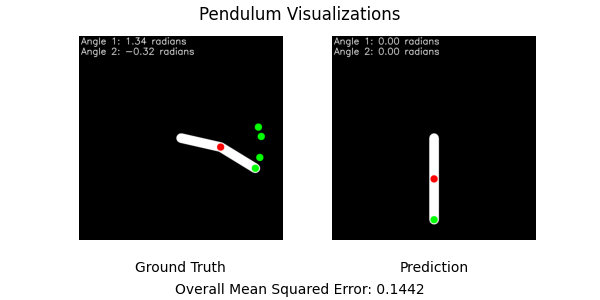 Pendulum Visualizations
Angle 1: 1.34 radians
Angle 2: −0.32 radians
Angle 1: 0.00 radians
Angle 2: 0.00 radians
Ground Truth
Prediction
Overall Mean Squared Error: 0.1442